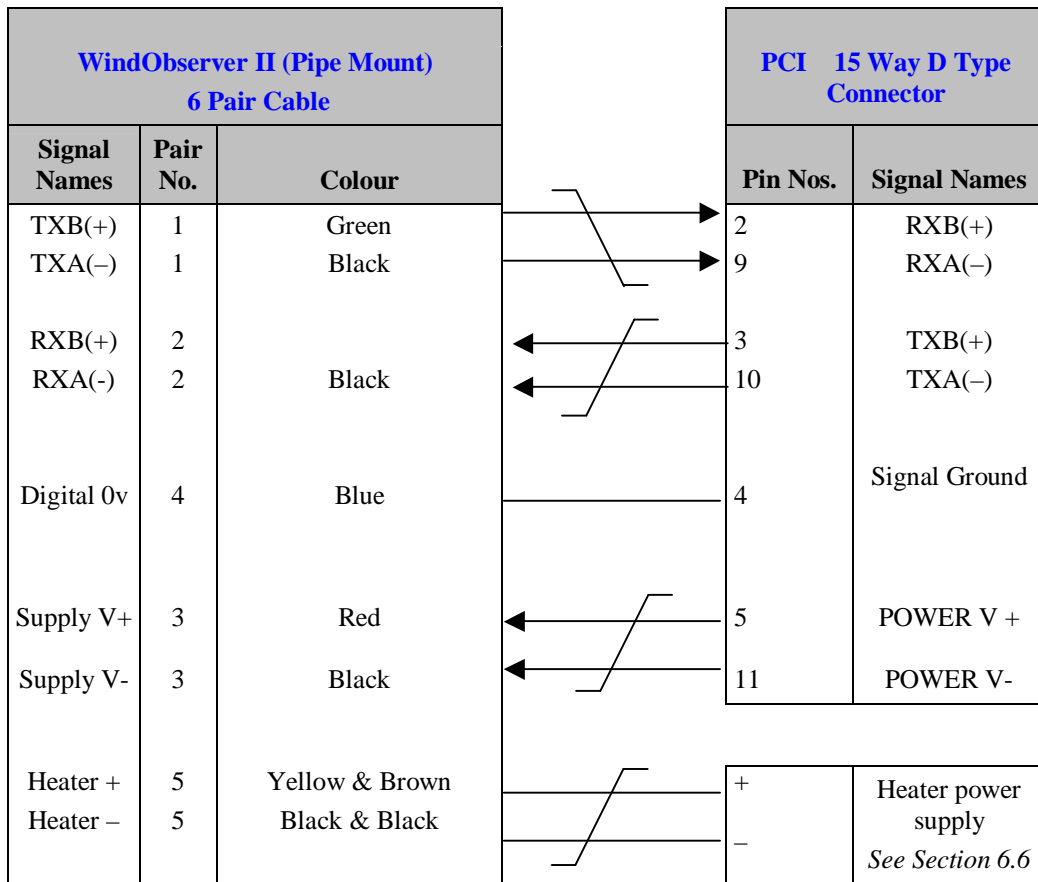 WindObserver II (Pipe Mount)
6 Pair Cable
PCI 15 Way D Type
Connector
Signal Names Pair No. Colour Pin Nos. Signal Names
TXB(+) 1 Green 2 RXB(+)
TXA(–) 1 Black 9 RXA(–)
RXB(+) 2 3 TXB(+)
RXA(-) 2 Black 10 TXA(–)
Digital 0v 4 Blue 4 Signal Ground
Supply V+ 3 Red 5 POWER V +
Supply V- 3 Black 11 POWER V-
Heater + 5 Yellow & Brown + Heater power
Heater – 5 Black & Black – supply
See Section 6.6